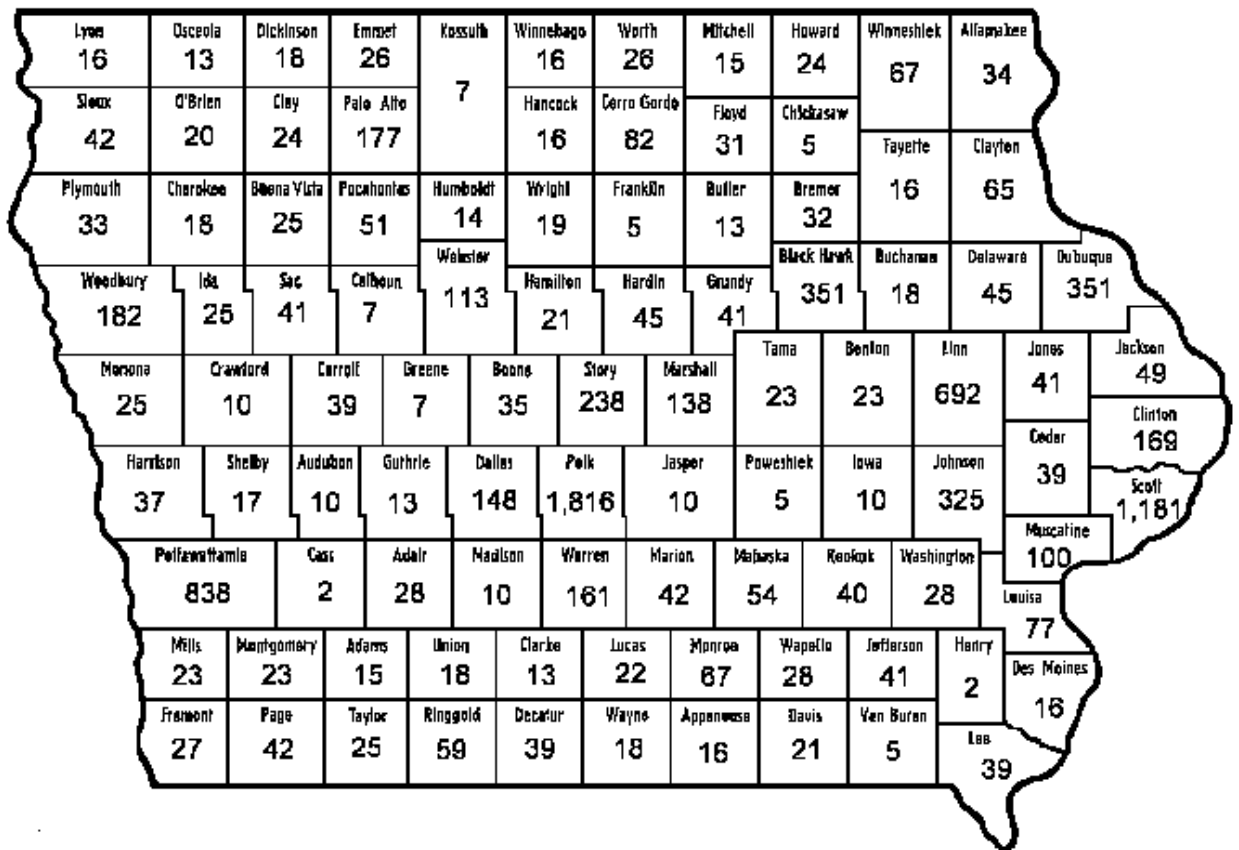 Lyon
16
Osceola
13
Dickinson
18
Emmet
26
Kossuth
7
Winnebago
16
Worth
26
Mitchell
15
Howard
24
Winneshiek
67
Allamakee
34
Sioux
42
O'Brien
20
Clay
24
Palo Alto
177
Hancock
16
Cerro Gordo
82
Floyd
31
Chickasaw
5
Fayette
16
Clayton
65
Plymouth
33
Cherokee
18
Buena Vista
25
Pocahontas
51
Humboldt
14
Wright
19
Franklin
5
Butler
13
Bremer
32
Woodbury
182
Ida
25
Sac
41
Calhoun
7
Webster
113
Hamilton
21
Hardin
45
Grundy
41
Black Hawk
351
Buchanan
18
Delaware
45
Dubuque
351
Monona
25
Crawford
10
Carroll
39
Greene
7
Boone
35
Story
238
Marshall
138
Tama
23
Benton
23
Linn
692
Jones
41
Jackson
49
Clinton
169
Harrison
37
Shelby
17
Audubon
10
Guthrie
13
Dallas
148
Polk
1,816
Jasper
10
Poweshiek
5
Iowa
10
Johnson
325
Cedar
39
Scott
1,181
Muscatine
100
Pottawattamie
838
Cass
2
Adair
28
Madison
10
Warren
161
Marion
42
Mahaska
54
Keokuk
40
Washington
28
Louisa
77
Mills
23
Montgomery
23
Adams
15
Union
18
Clarke
13
Lucas
22
Monroe
67
Wapello
28
Jefferson
41
Henry
2
Des Moines
16
Fremont
27
Page
42
Taylor
25
Ringgold
59
Decatur
39
Wayne
18
Appanoose
16
Davis
21
Van Buren
5
Lee
39